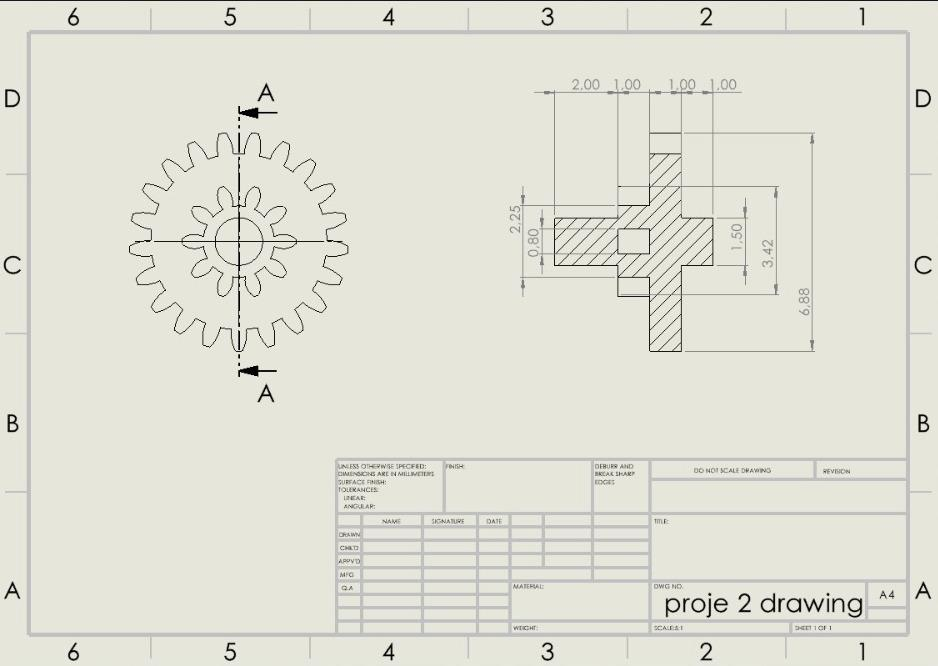 6 5 4 3 2 1
D D
A
2,00 1,00 1,00 1,00
2,25
0,80
1,50
3,42
6,88
C C
A
B B
UNLESS OTHERWISE SPECIFIED:
DIMENSIONS ARE IN MILLIMETERS
SURFACE FINISH:
TOLERANCES:
LINEAR:
ANGULAR:
FINISH:
DEBURR AND
BREAK SHARP
EDGES
DO NOT SCALE DRAWING
REVISION
NAME SIGNATURE DATE
TITLE:
DRAWN
CHK'D
APPV'D
MFG
Q.A
MATERIAL:
DWG NO.
proje 2 drawing
A4
A A
WEIGHT:
SCALE:5:1
SHEET 1 OF 1
6 5 4 3 2 1